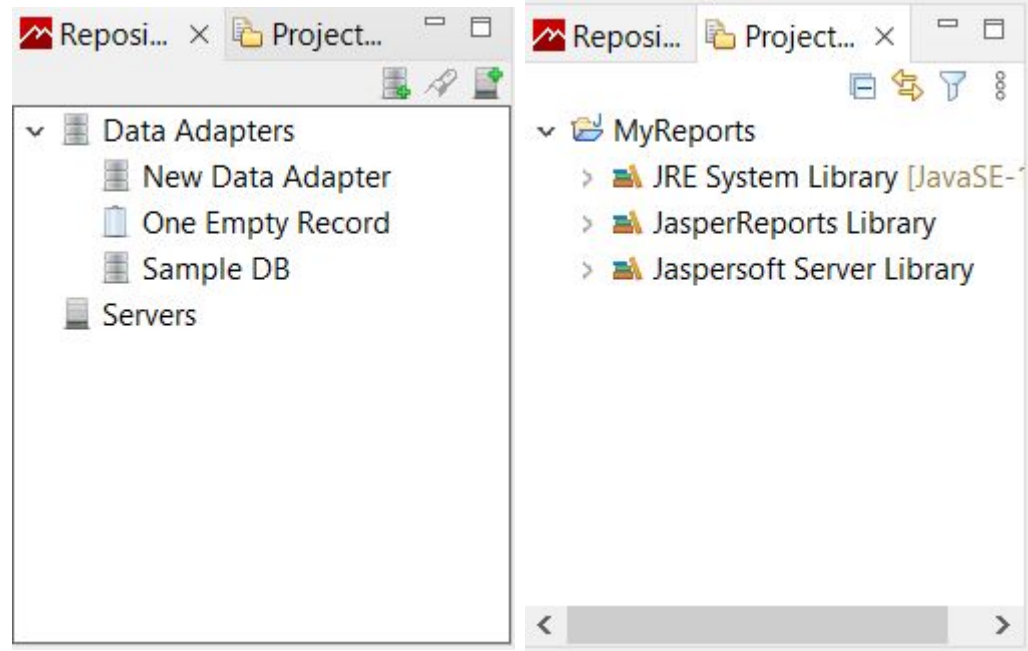 Reposi... Project...
Data Adapters
New Data Adapter
One Empty Record
Sample DB
Servers
Reposi... Project...
MyReports
JRE System Library [JavaSE-1
JasperReports Library
Jaspersoft Server Library